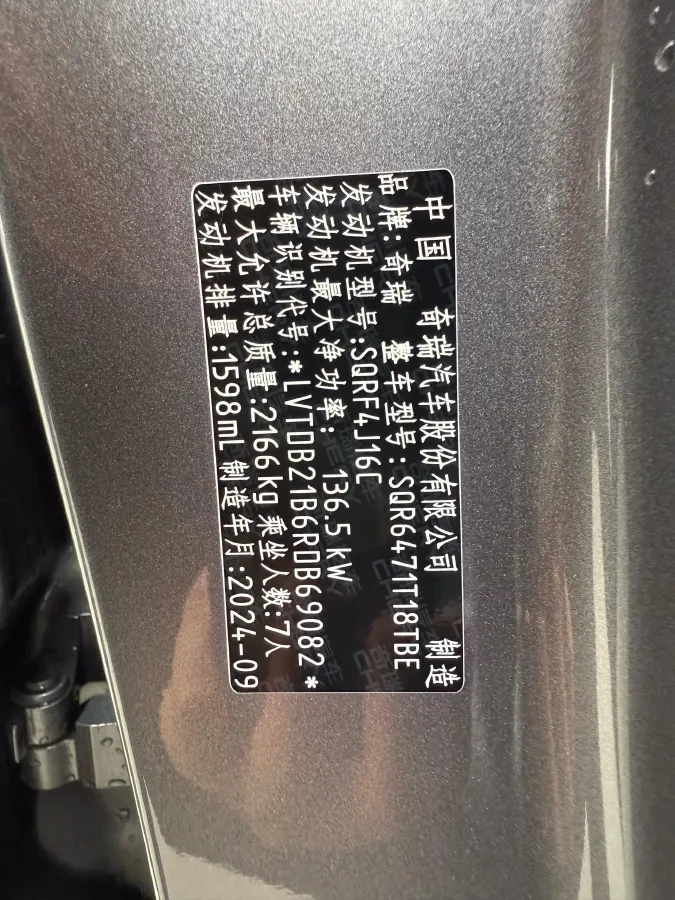 中国 奇瑞汽车股份有限公司 制造
品牌:奇瑞 整车型号:SQR6471T18TBE
发动机型号:SQRF4J16C
发动机最大净功率: 136.5 kW
车辆识别代号:*LVTDB21B6RDB69082*
最大允许总质量:2166kg 乘坐人数:7人
发动机排量:1598mL 制造年月:2024-09